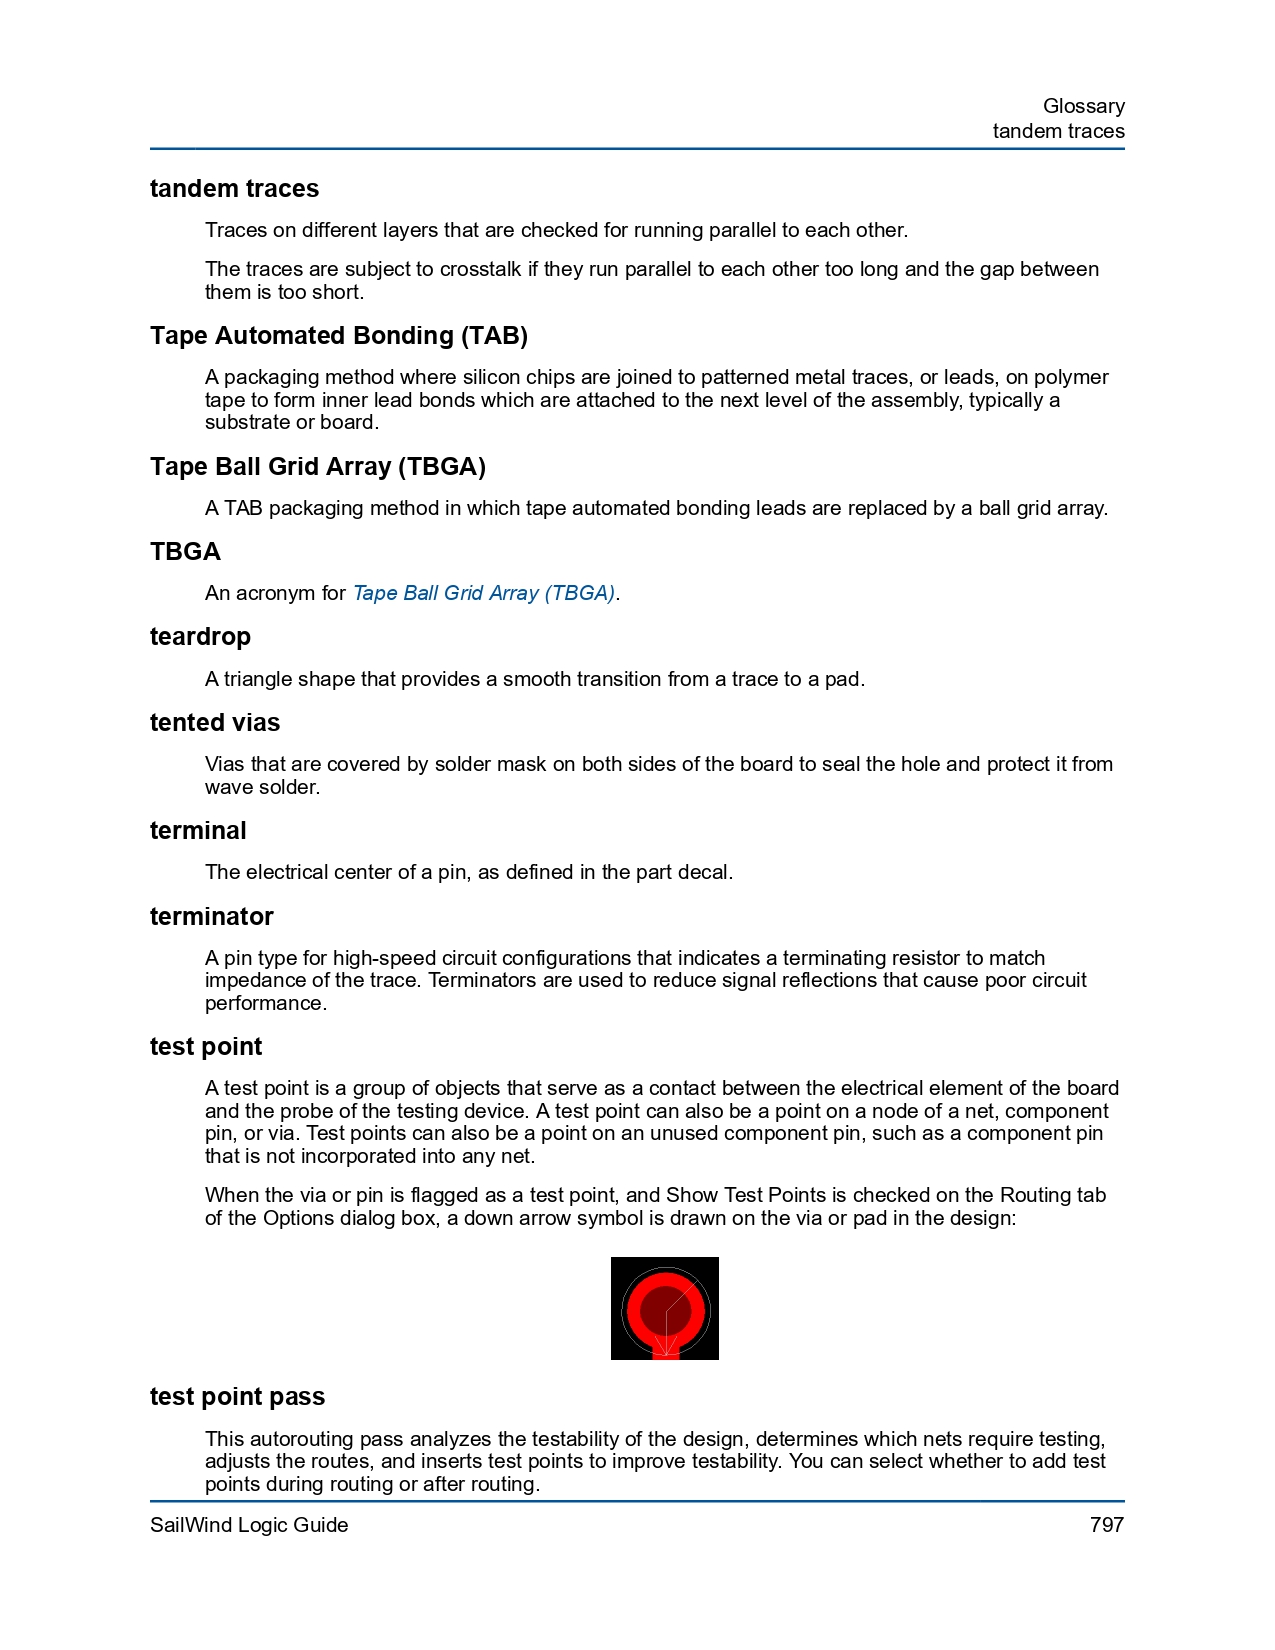 Glossary
tandem traces
tandem traces
Traces on different layers that are checked for running parallel to each other.
The traces are subject to crosstalk if they run parallel to each other too long and the gap between
them is too short.
Tape Automated Bonding (TAB)
A packaging method where silicon chips are joined to patterned metal traces, or leads, on polymer
tape to form inner lead bonds which are attached to the next level of the assembly, typically a
substrate or board.
Tape Ball Grid Array (TBGA)
A TAB packaging method in which tape automated bonding leads are replaced by a ball grid array.
TBGA
An acronym for Tape Ball Grid Array (TBGA).
teardrop
A triangle shape that provides a smooth transition from a trace to a pad.
tented vias
Vias that are covered by solder mask on both sides of the board to seal the hole and protect it from
wave solder.
terminal
The electrical center of a pin, as defined in the part decal.
terminator
A pin type for high-speed circuit configurations that indicates a terminating resistor to match
impedance of the trace. Terminators are used to reduce signal reflections that cause poor circuit
performance.
test point
A test point is a group of objects that serve as a contact between the electrical element of the board
and the probe of the testing device. A test point can also be a point on a node of a net, component
pin, or via. Test points can also be a point on an unused component pin, such as a component pin
that is not incorporated into any net.
When the via or pin is flagged as a test point, and Show Test Points is checked on the Routing tab
of the Options dialog box, a down arrow symbol is drawn on the via or pad in the design:
test point pass
This autorouting pass analyzes the testability of the design, determines which nets require testing,
adjusts the routes, and inserts test points to improve testability. You can select whether to add test
points during routing or after routing.
SailWind Logic Guide
797